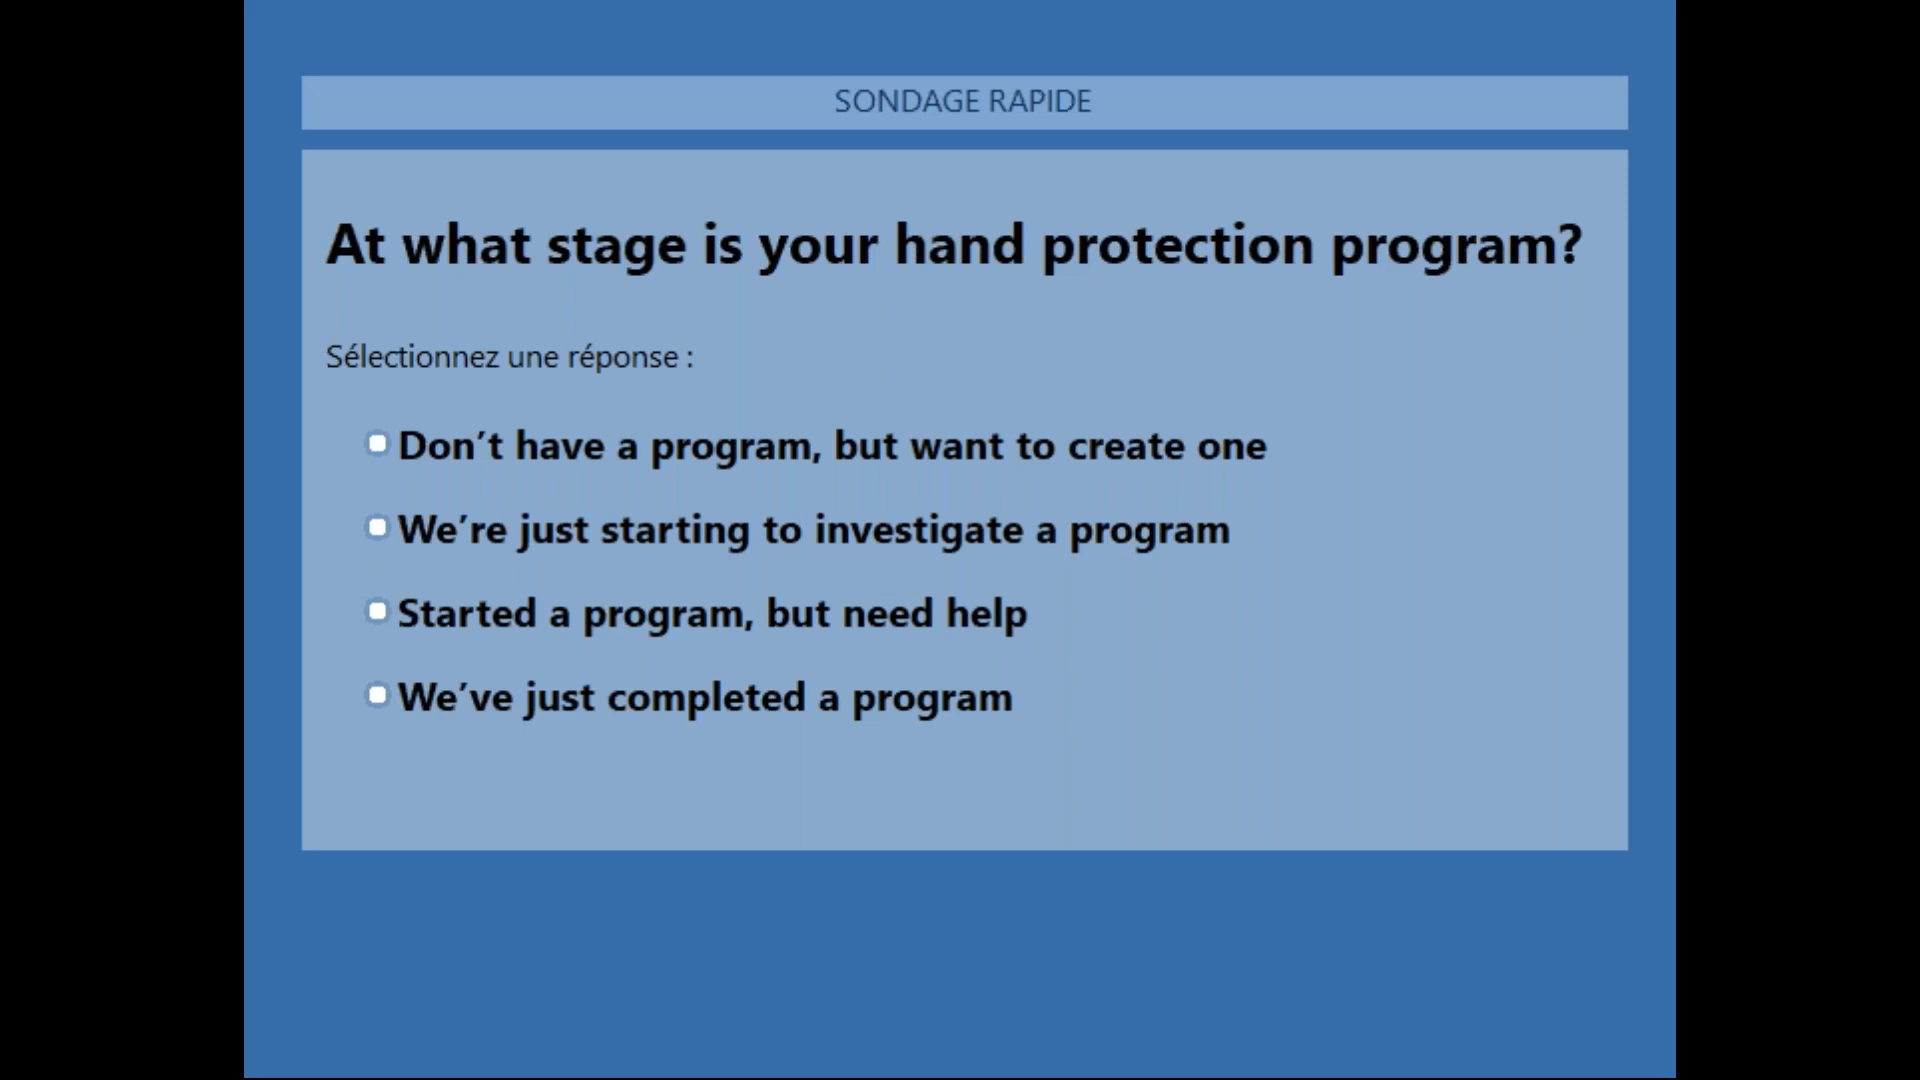 SONDAGE RAPIDE
At what stage is your hand protection program?
Sélectionnez une réponse :
Don’t have a program, but want to create one
We’re just starting to investigate a program
Started a program, but need help
We’ve just completed a program